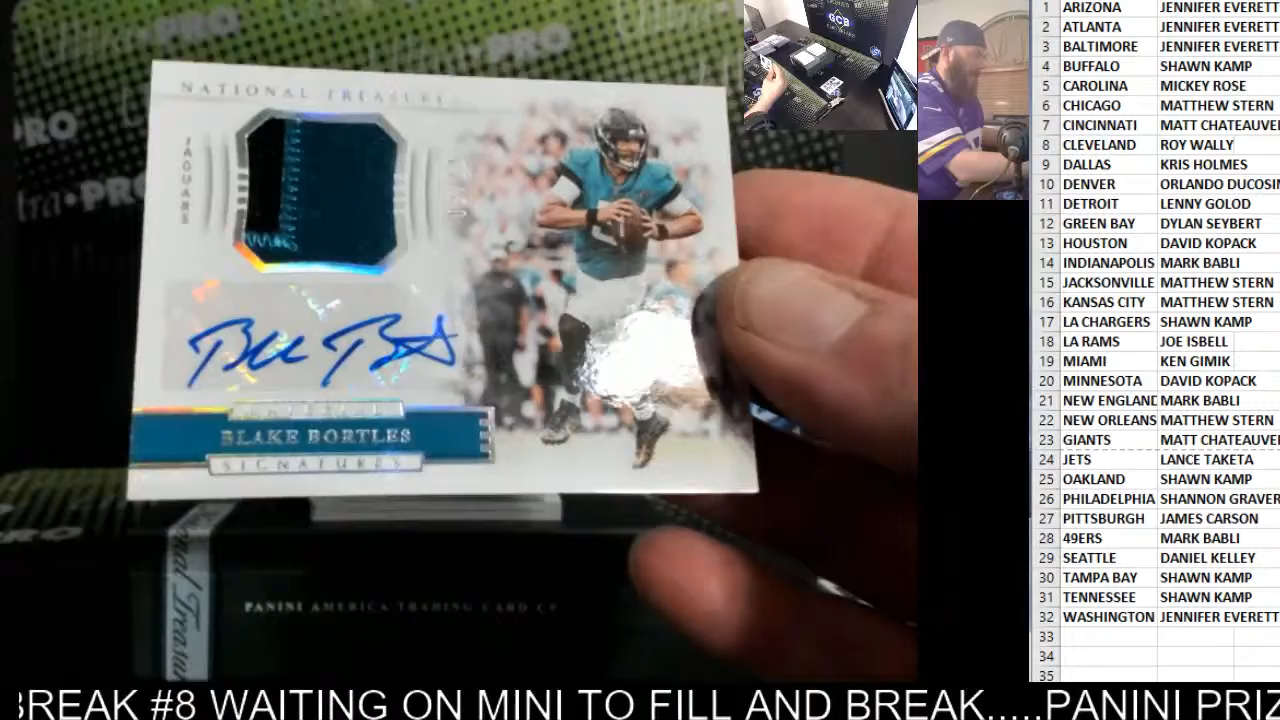 NATIONAL TREASURES
JAGUARS
BLAKE BORTLES
SIGNATURES
PANINI AMERICA TRADING CARD CO
PRO
PRO
GCB
1 ARIZONA JENNIFER EVERETT
2 ATLANTA JENNIFER EVERETT
3 BALTIMORE JENNIFER EVERETT
4 BUFFALO SHAWN KAMP
5 CAROLINA MICKEY ROSE
6 CHICAGO MATTHEW STERN
7 CINCINNATI MATT CHATEAUVE
8 CLEVELAND ROY WALLY
9 DALLAS KRIS HOLMES
10 DENVER ORLANDO DUCOSIN
11 DETROIT LENNY GOLOD
12 GREEN BAY DYLAN SEYBERT
13 HOUSTON DAVID KOPACK
14 INDIANAPOLIS MARK BABLI
15 JACKSONVILLE MATTHEW STERN
16 KANSAS CITY MATTHEW STERN
17 LA CHARGERS SHAWN KAMP
18 LA RAMS JOE ISBELL
19 MIAMI KEN GIMIK
20 MINNESOTA DAVID KOPACK
21 NEW ENGLAND MARK BABLI
22 NEW ORLEANS MATTHEW STERN
23 GIANTS MATT CHATEAUVE
24 JETS LANCE TAKETA
25 OAKLAND SHAWN KAMP
26 PHILADELPHIA SHANNON GRAVER
27 PITTSBURGH JAMES CARSON
28 49ERS MARK BABLI
29 SEATTLE DANIEL KELLEY
30 TAMPA BAY SHAWN KAMP
31 TENNESSEE SHAWN KAMP
32 WASHINGTON JENNIFER EVERETT
33
34
35
BREAK #8 WAITING ON MINI TO FILL AND BREAK.....PANINI PRIZ